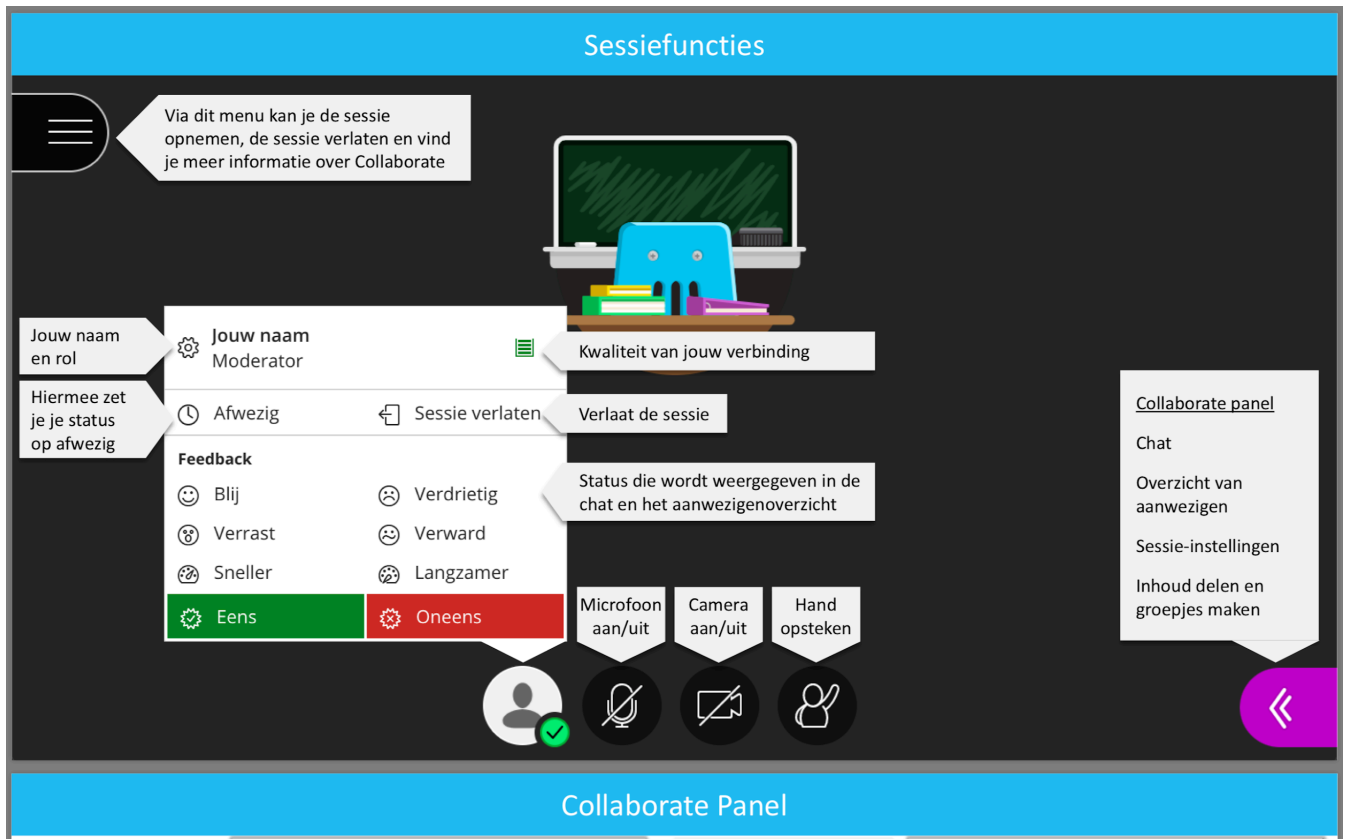 Sessiefuncties
Via dit menu kan je de sessie
opnemen, de sessie verlaten en vind
je meer informatie over Collaborate
Jouw naam
en rol
Jouw naam
Moderator
Kwaliteit van jouw verbinding
Hiermee zet
je je status
op afwezig
Afwezig
Sessie verlaten
Verlaat de sessie
Feedback
Blij
Verdrietig
Verrast
Verward
Sneller
Langzamer
Eens
Oneens
Status die wordt weergegeven in de
chat en het aanwezigenoverzicht
Microfoon
aan/uit
Camera
aan/uit
Hand
opsteken
Collaborate panel
Chat
Overzicht van
aanwezigen
Sessie-instellingen
Inhoud delen en
groepjes maken
Collaborate Panel